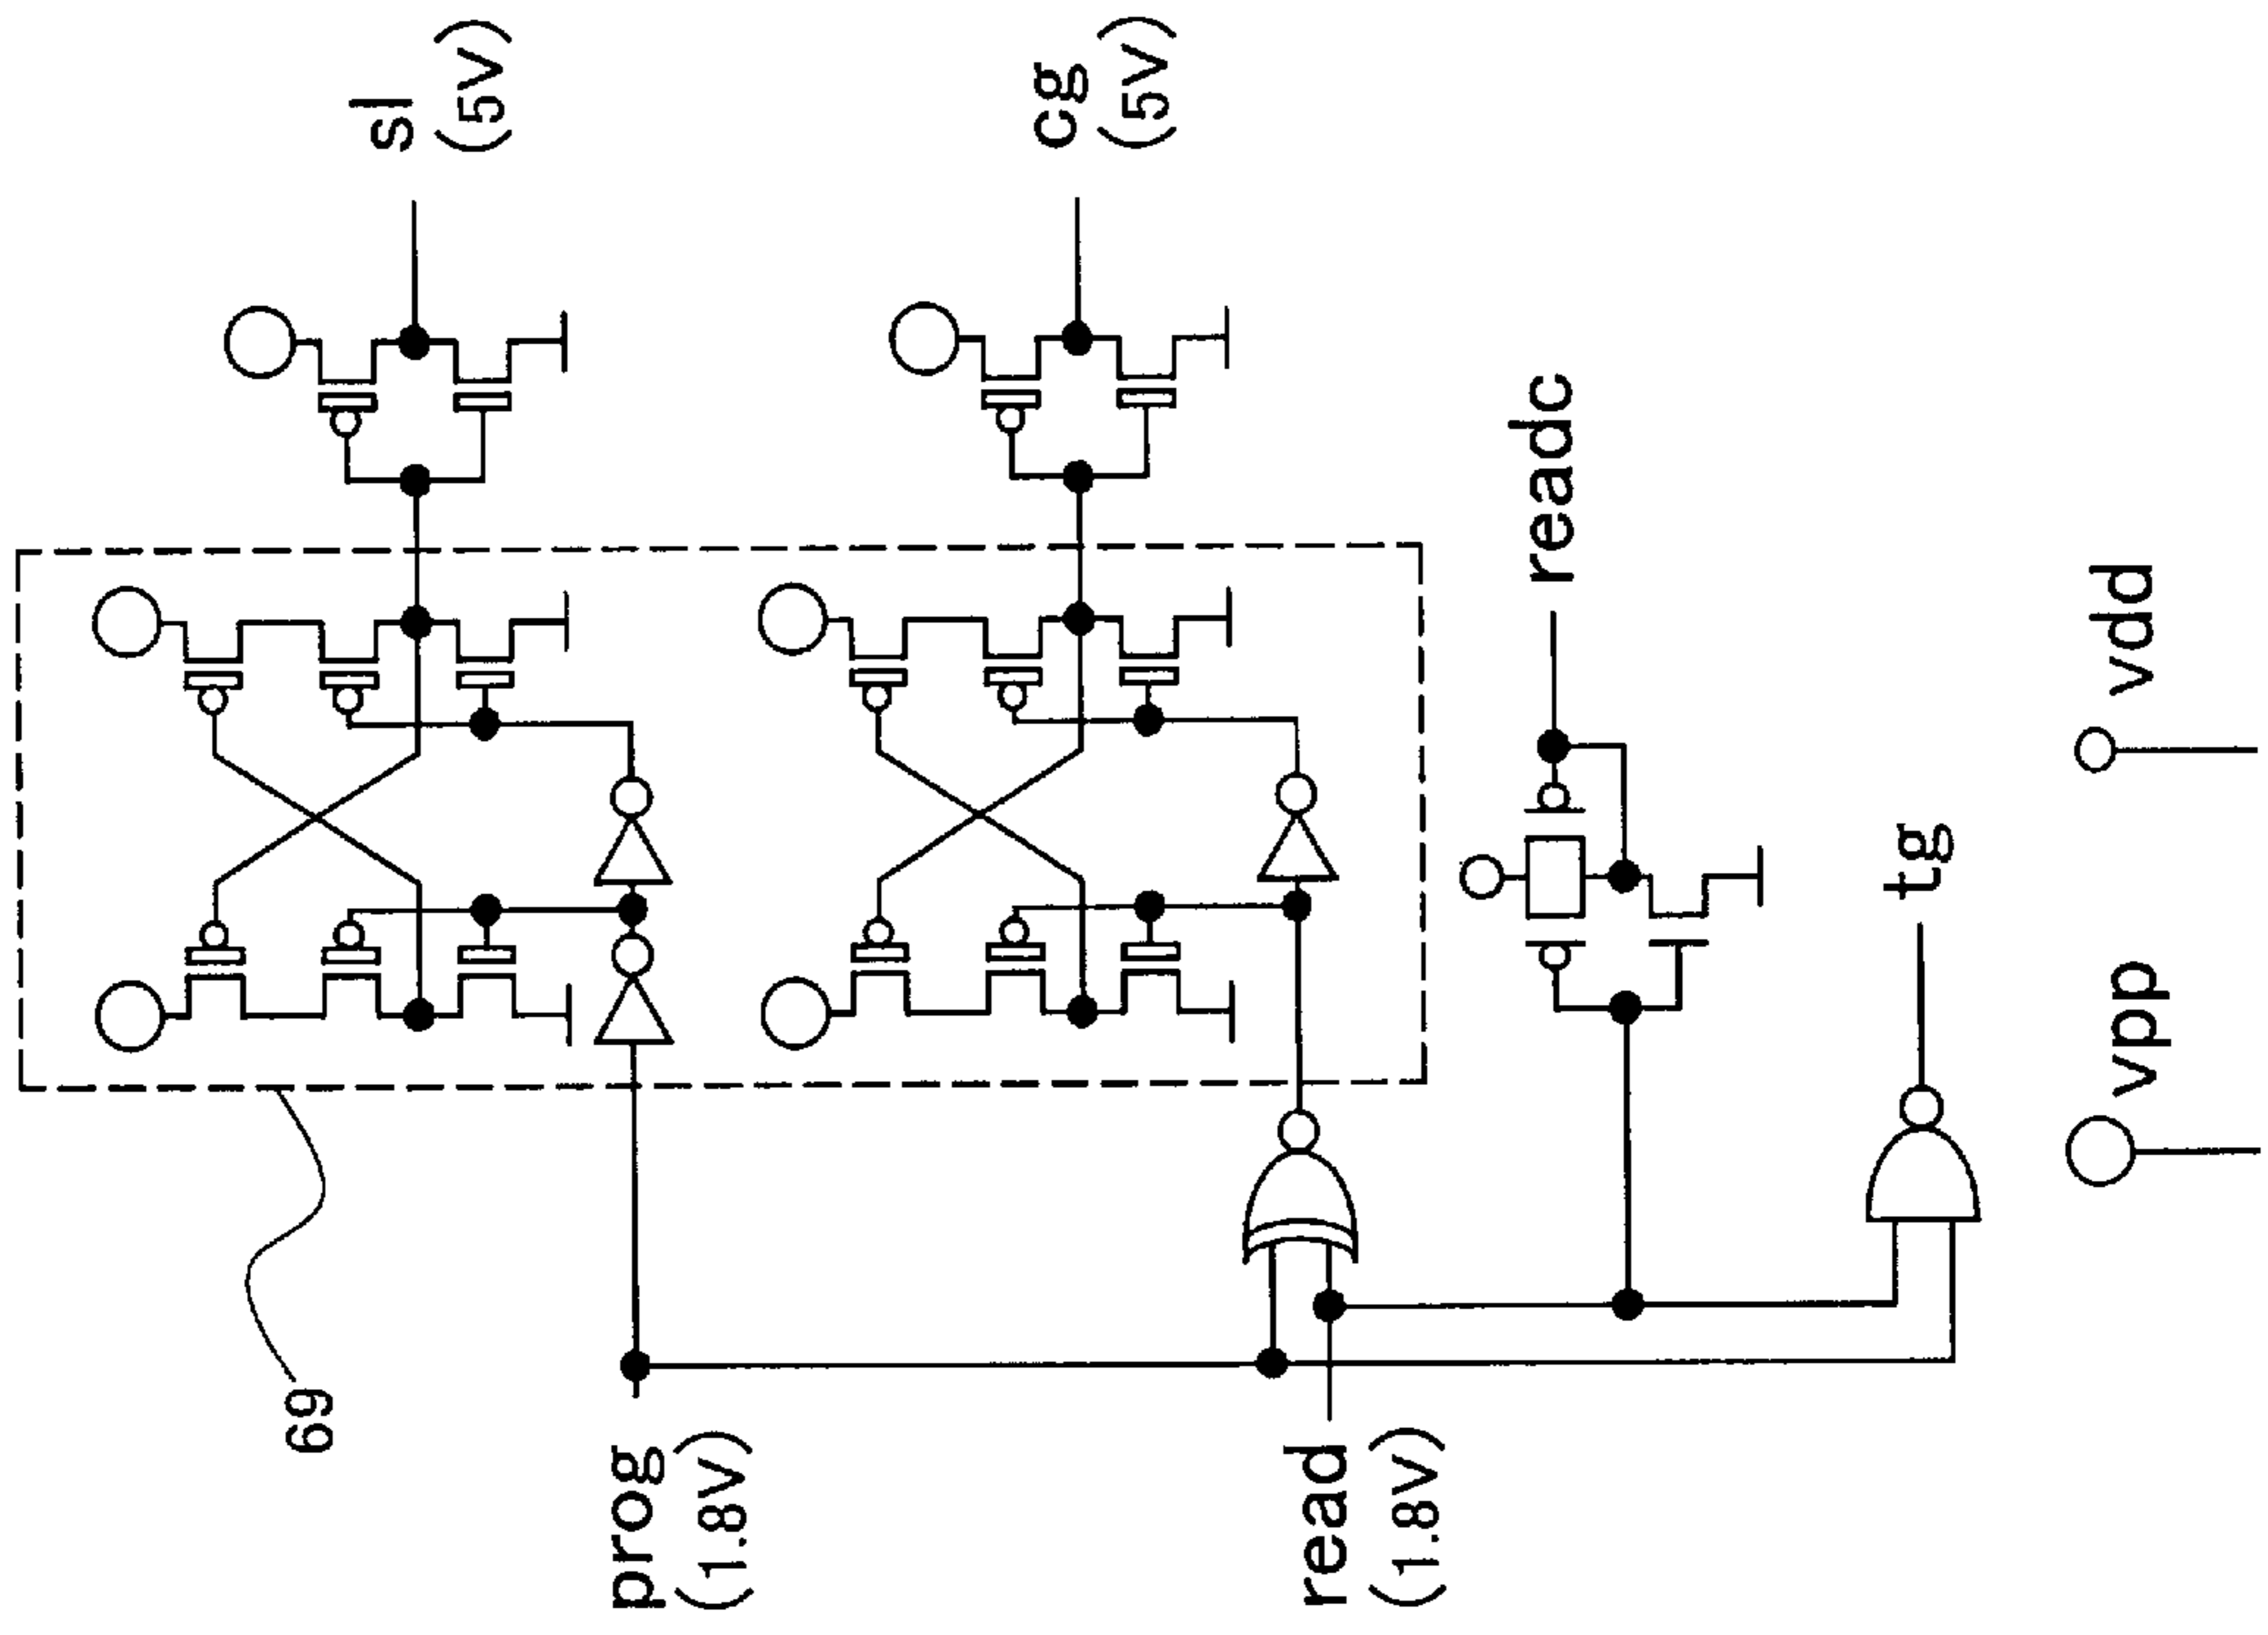 sl
(5V)
cg
(5V)
readc
tg
69
prog
(1.8V)
read
(1.8V)
vpp
vdd